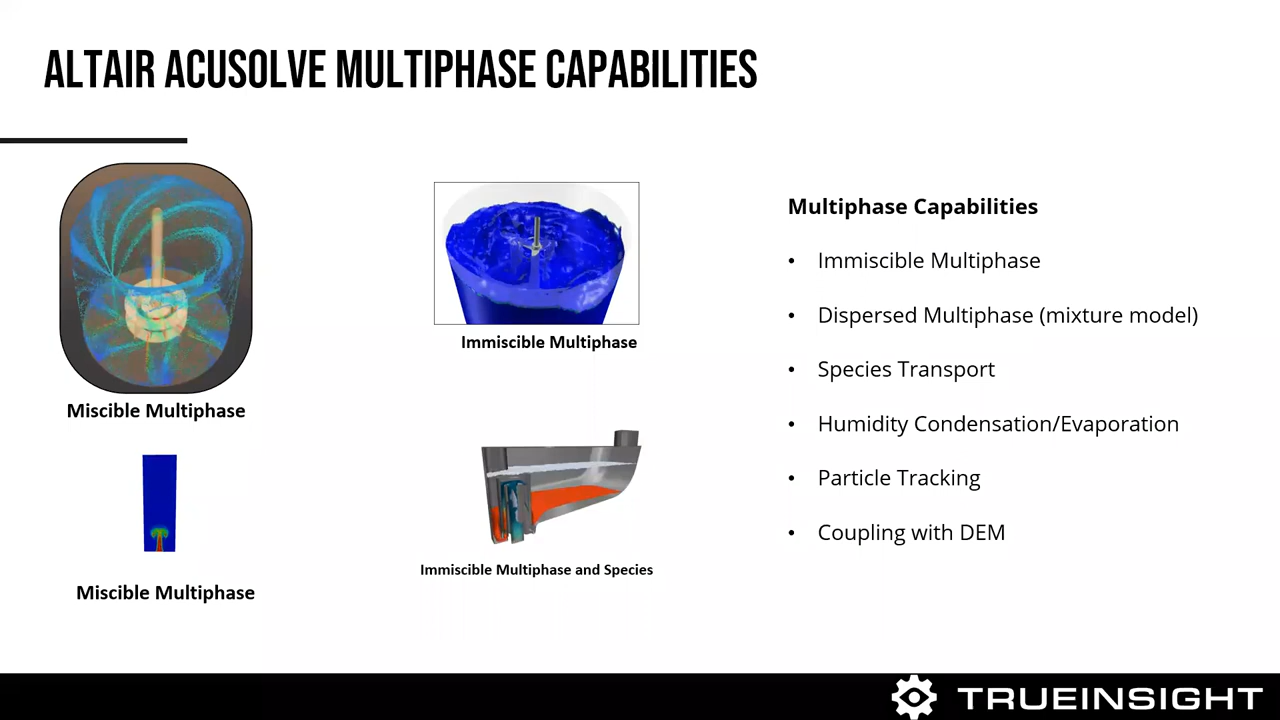 ALTAIR ACUSOLVE MULTIPHASE CAPABILITIES
Miscible Multiphase
Miscible Multiphase
Immiscible Multiphase
Immiscible Multiphase and Species
Multiphase Capabilities
• Immiscible Multiphase
• Dispersed Multiphase (mixture model)
• Species Transport
• Humidity Condensation/Evaporation
• Particle Tracking
• Coupling with DEM
TRUEINSIGHT